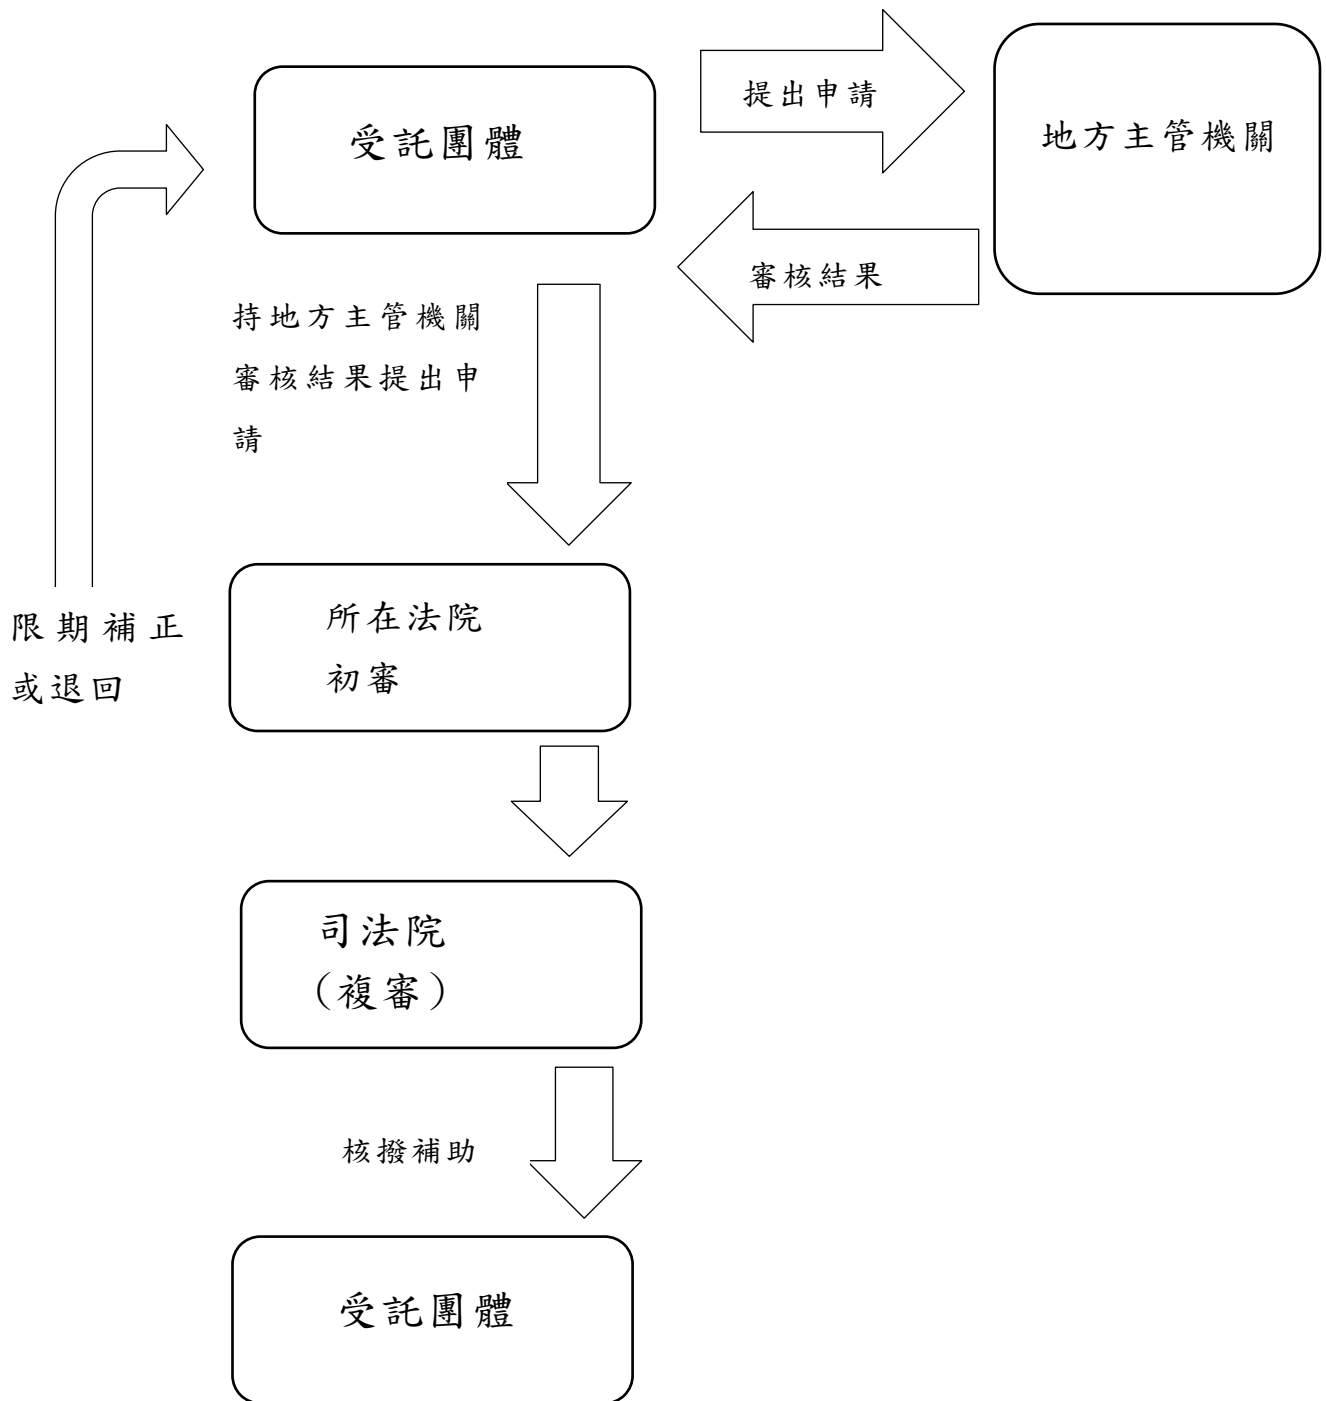 受託團體
提出申請
地方主管機關
審核結果
持地方主管機關
審核結果提出申
請
限期補正
或退回
所在法院
初審
司法院
（複審）
核撥補助
受託團體